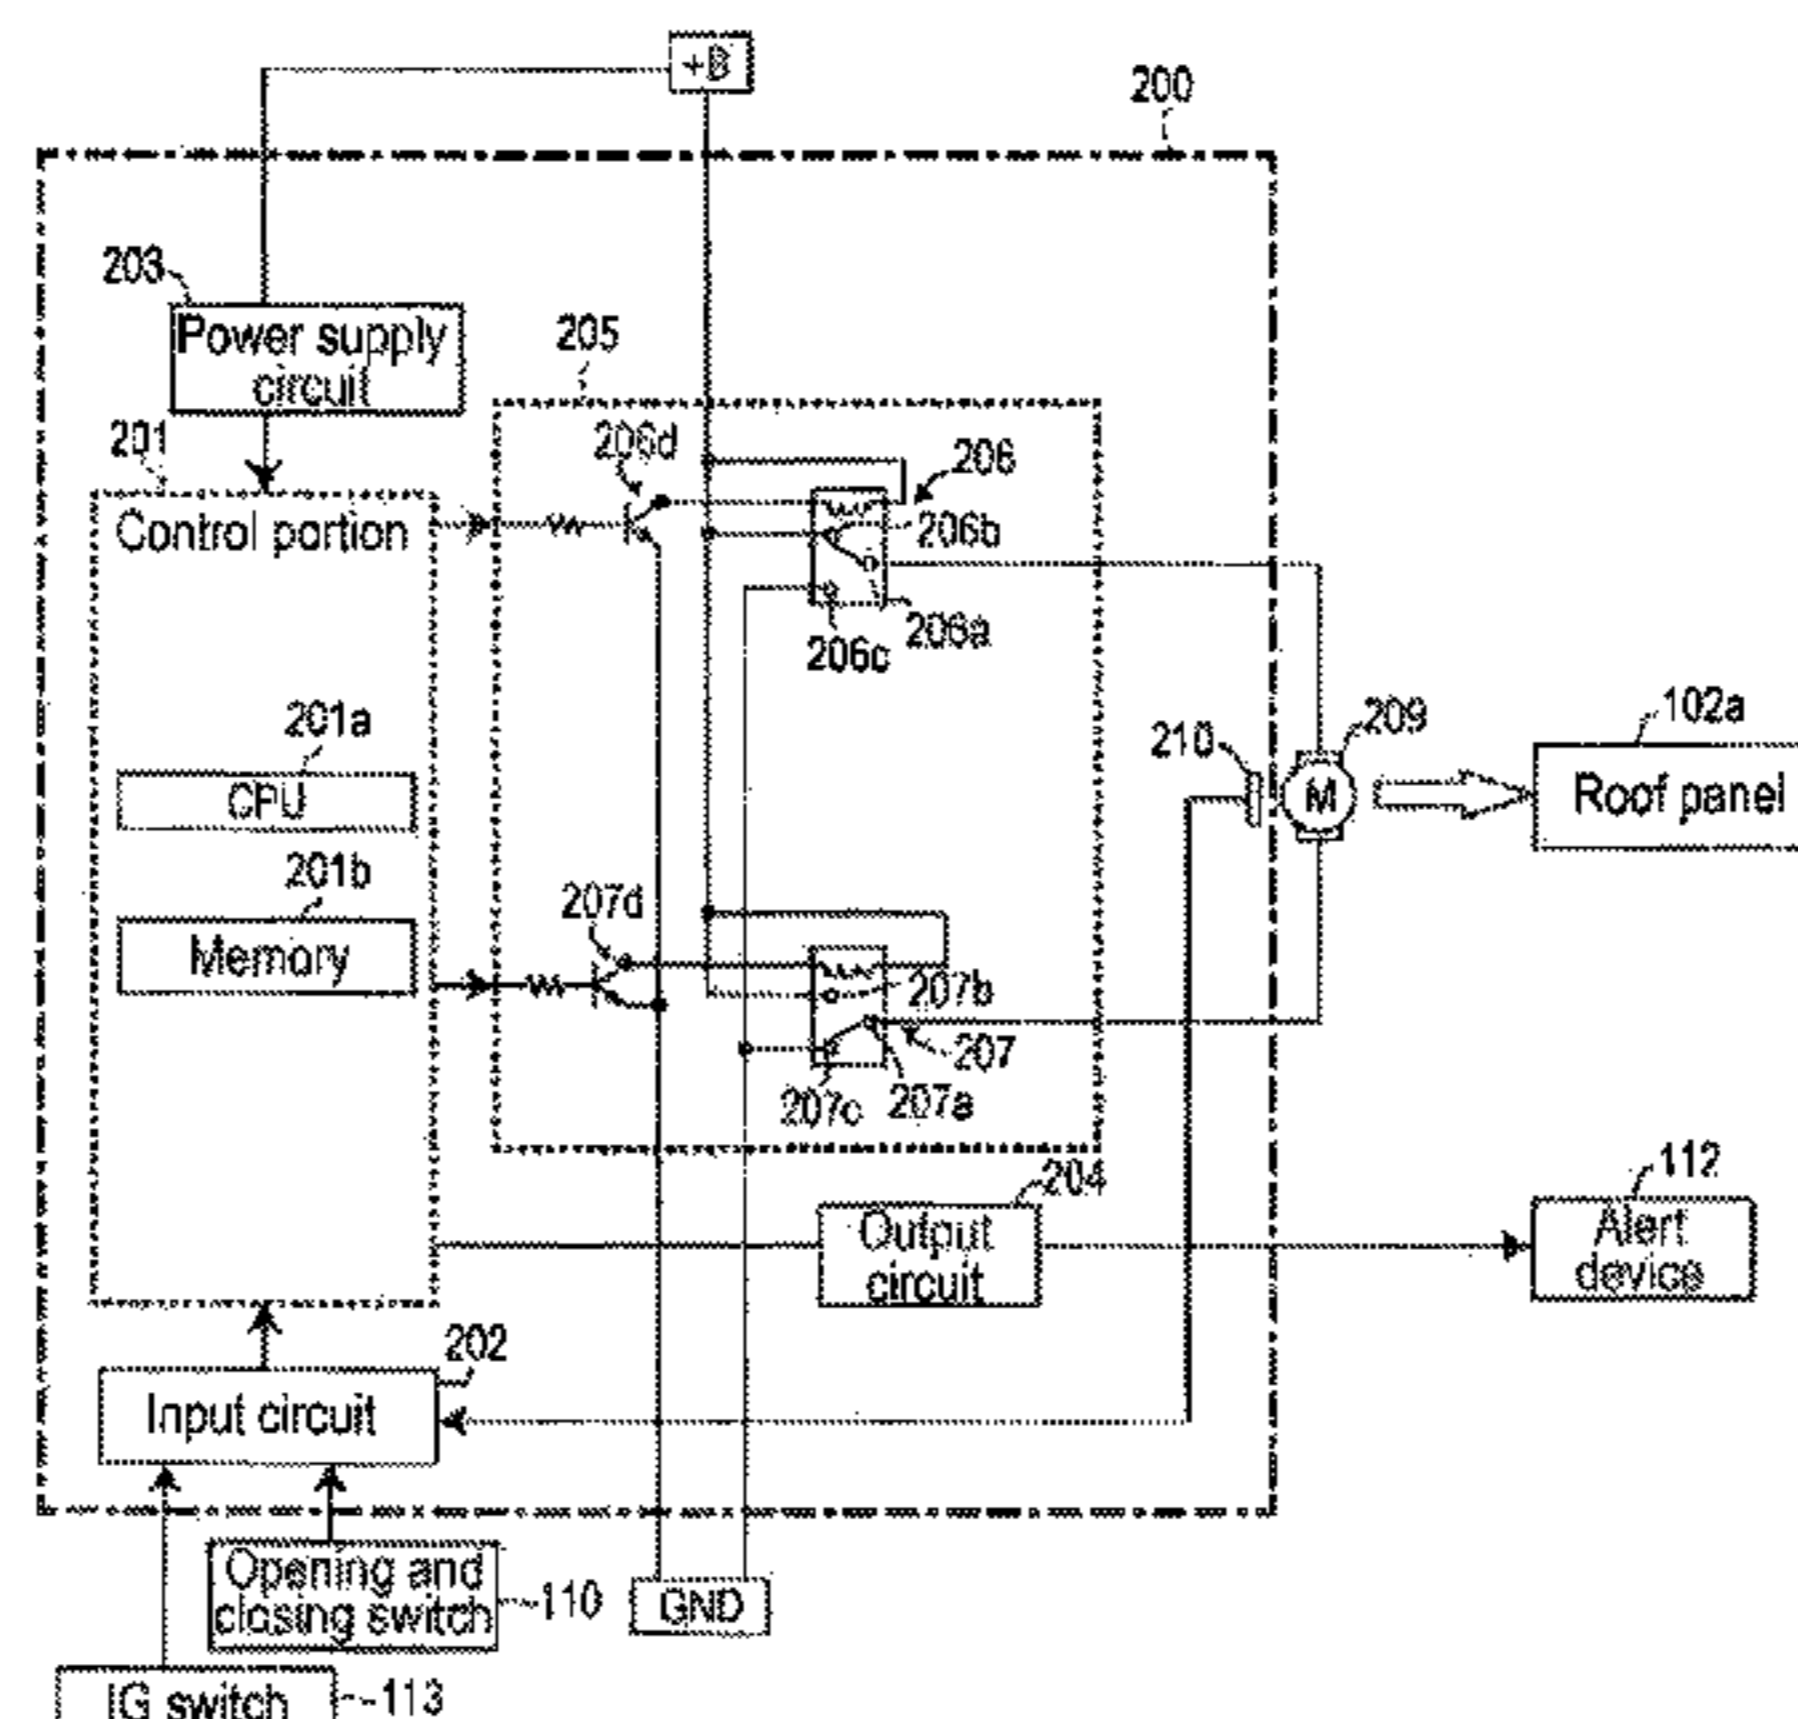 +B
200
203
Power supply
circuit
205
201
206d
206
Control portion
206b
206a
206c
201a
CPU
102a
209
210
M
Roof panel
201b
Memory
207d
207b
207
207c
207a
204
112
Output
circuit
Alert
device
202
Input circuit
Opening and
closing switch
110
GND
IG switch
113